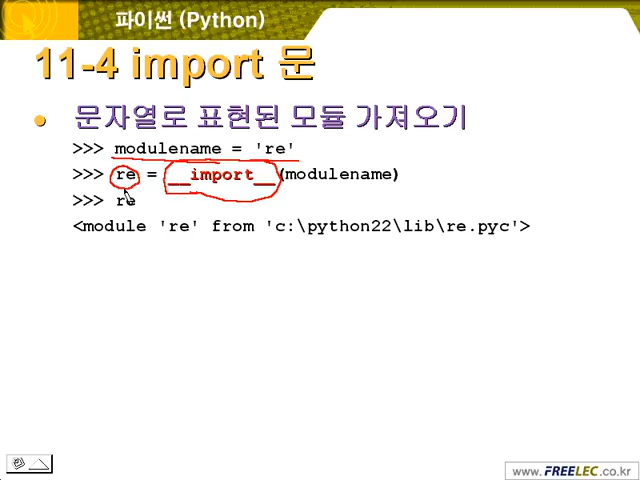 파이썬 (Python)
11-4 import 문
문자열로 표현된 모듈 가져오기
>>> modulename = 're'
>>> re = __import__(modulename)
>>> re
<module 're' from 'c:\python22\lib\re.pyc'>
www.FREELEC.co.kr